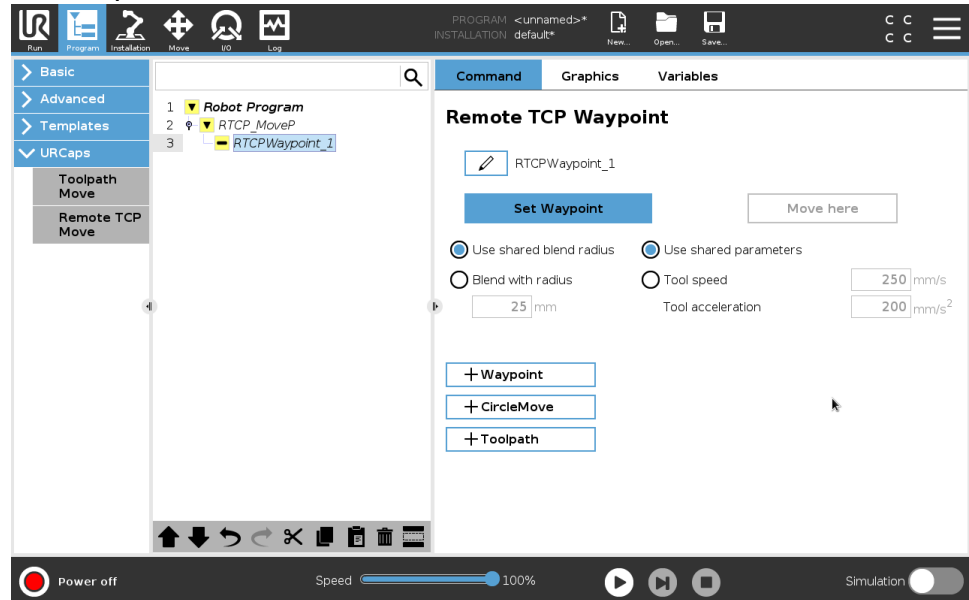 PROGRAM <unnamed>*
INSTALLATION default*
C C
C C
Run Program Installation Move I/O Log New... Open... Save...
Basic
Advanced
Templates
URCaps
Toolpath
Move
Remote TCP
Move
1 Robot Program
2 RTCP_MoveP
3 RTCPWaypoint_1
Command Graphics Variables
Remote TCP Waypoint
RTCPWaypoint_1
Set Waypoint Move here
Use shared blend radius Use shared parameters
Blend with radius Tool speed 250 mm/s
25 mm Tool acceleration 200 mm/s²
Waypoint
CircleMove
Toolpath
Power off Speed 100% Simulation